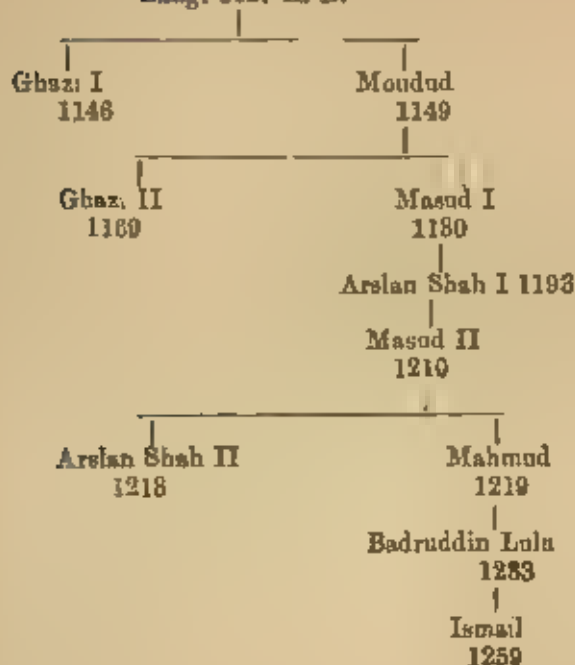 Ghazi I
Moudud
1146
1149
Ghazi II
Masud I
1169
1180
Arslan Shah I 1193
Masud II
1210
Arslan Shah II
Mahmud
1218
1219
Badruddin Lulu
1233
Ismail
1259